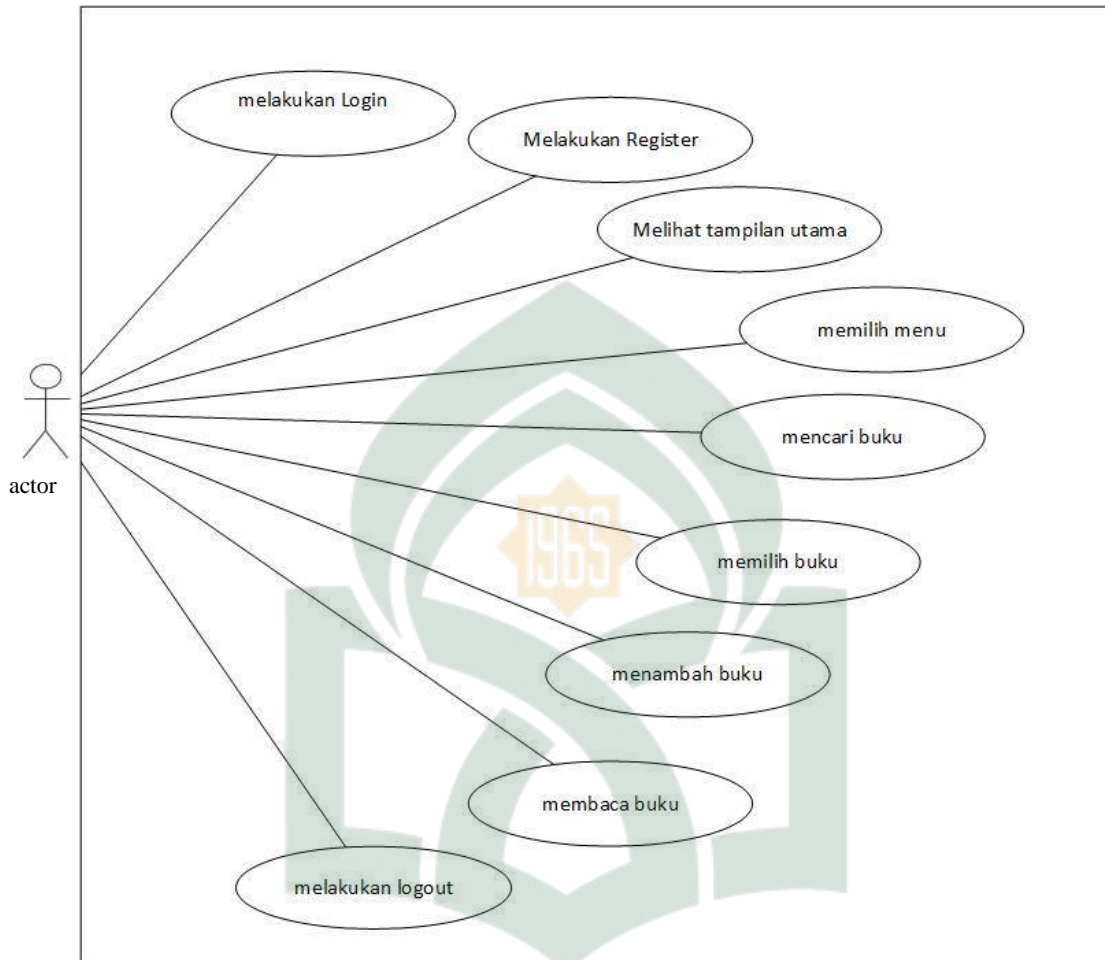 melakukan Login
Melakukan Register
Melihat tampilan utama
memilih menu
mencari buku
actor
1965
memilih buku
menambah buku
membaca buku
melakukan logout